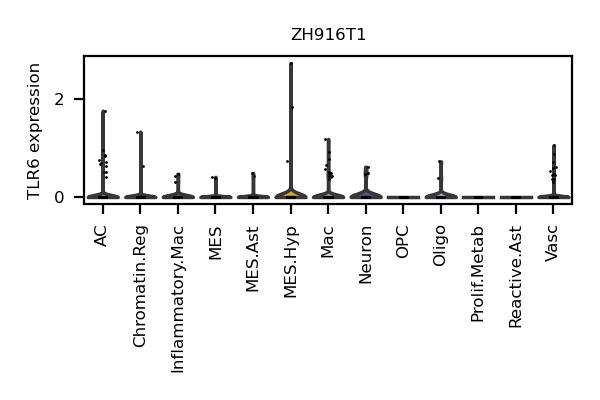 ZH916T1
TLR6 expression
2
0
AC
Chromatin.Reg
Inflammatory.Mac
MES
MES.Ast
MES.Hyp
Mac
Neuron
OPC
Oligo
Prolif.Metab
Reactive.Ast
Vasc